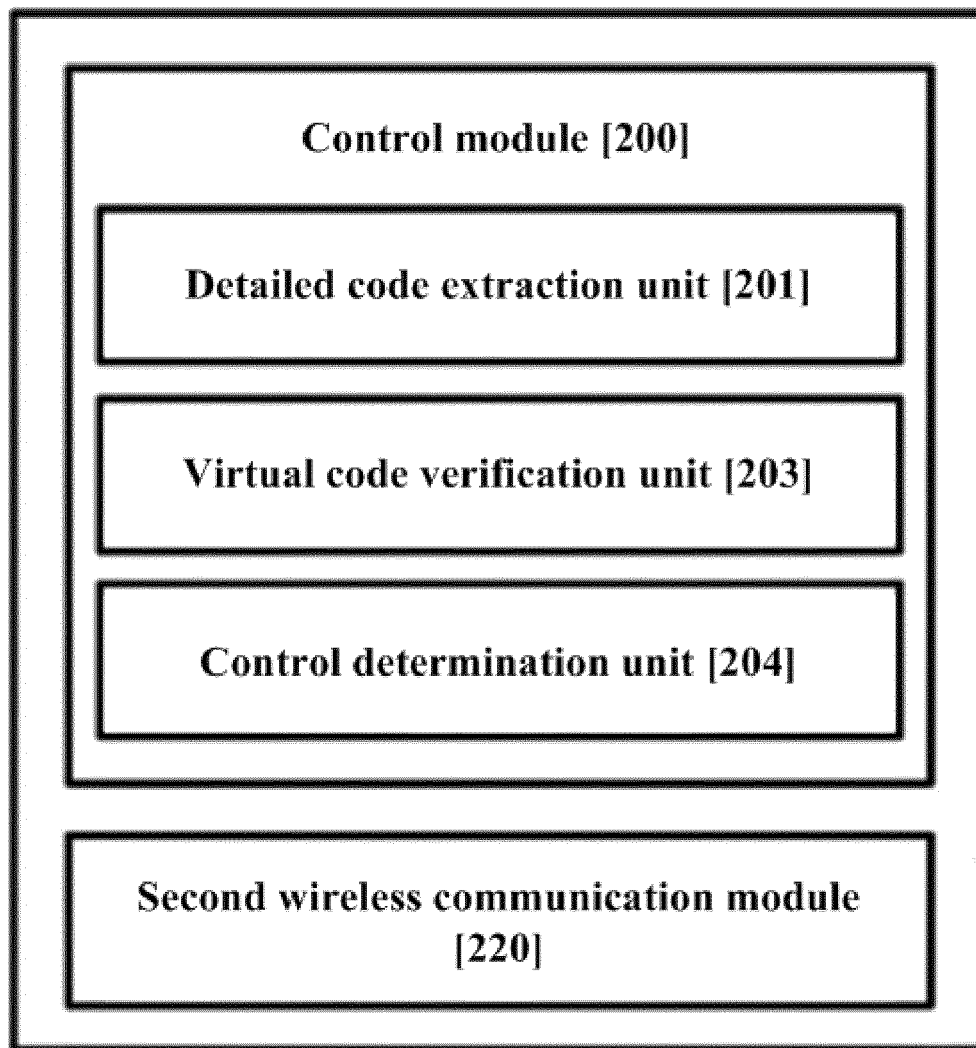 Control module [200]
Detailed code extraction unit [201]
Virtual code verification unit [203]
Control determination unit [204]
Second wireless communication module
[220]